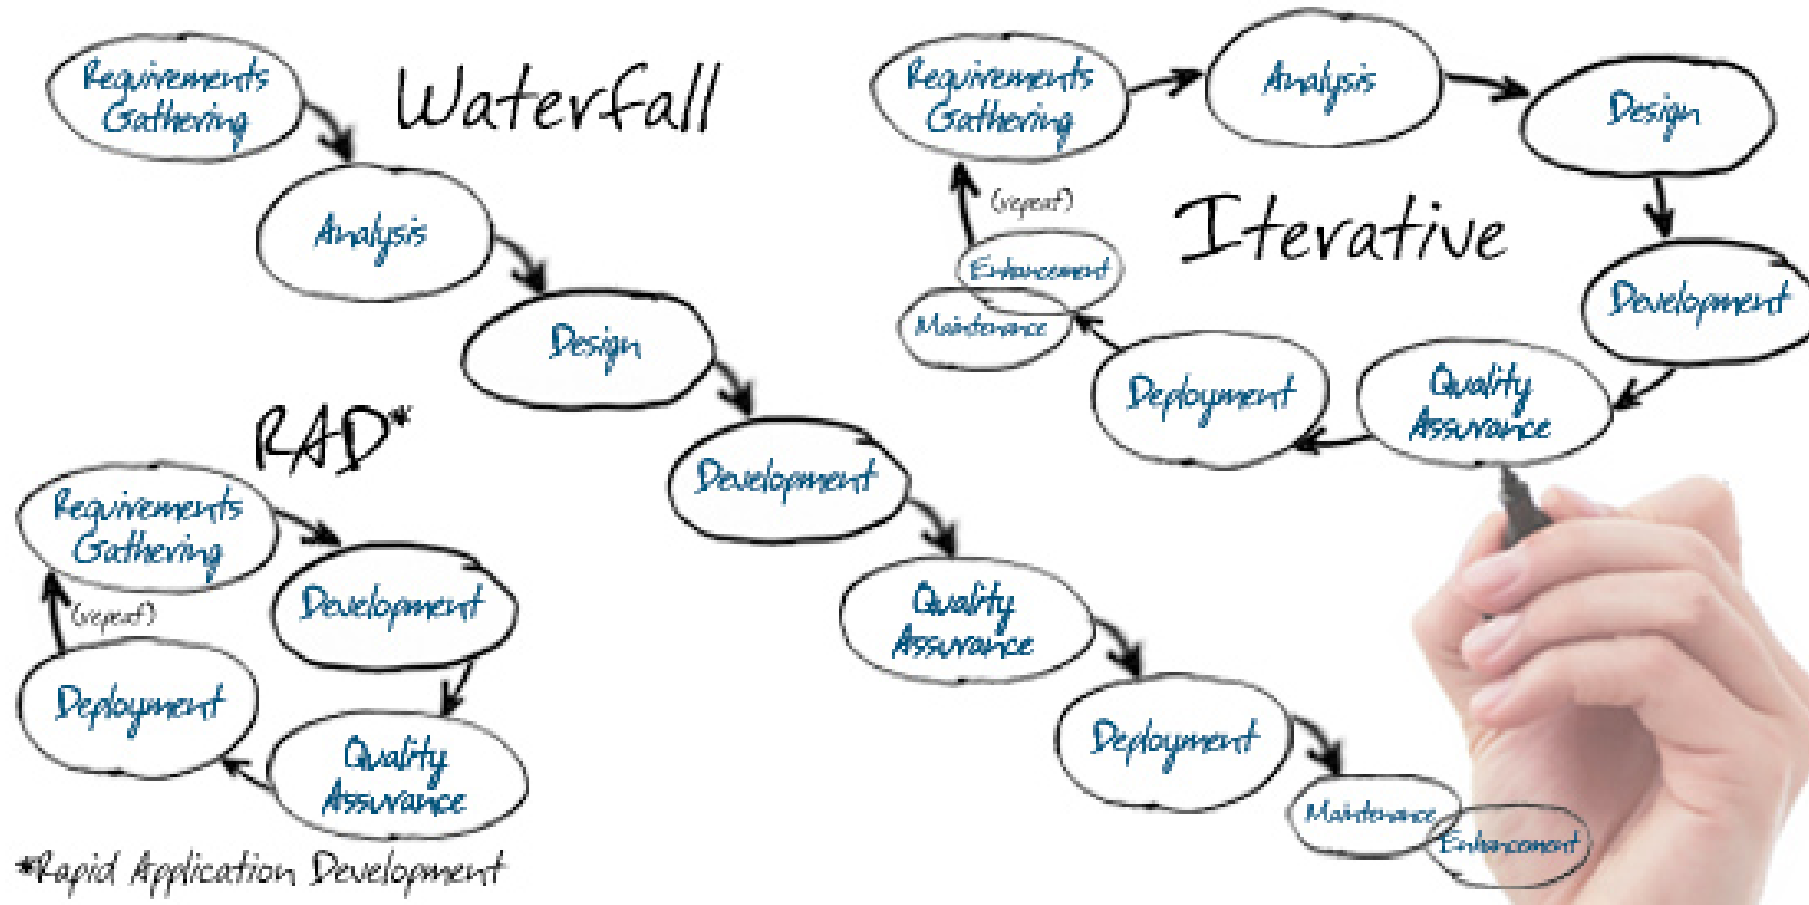 Waterfall
Requirements
Gathering
Analysis
Design
Development
Quality
Assurance
Deployment
Maintenance
Enhancement
Iterative
Requirements
Gathering
Analysis
Design
Development
Quality
Assurance
Deployment
Maintenance
Enhancement
(repeat)
RAD*
Requirements
Gathering
Development
Quality
Assurance
Deployment
(repeat)
*Rapid Application Development